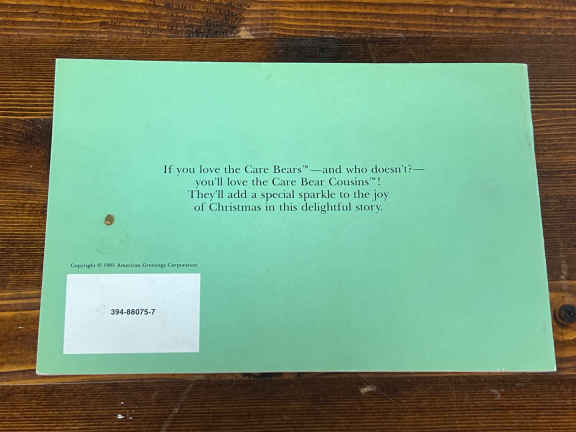 If you love the Care Bears™—and who doesn't?—
you'll love the Care Bear Cousins™!
They'll add a special sparkle to the joy
of Christmas in this delightful story.
Copyright © 1985 American Greetings Corporation
394-88075-7